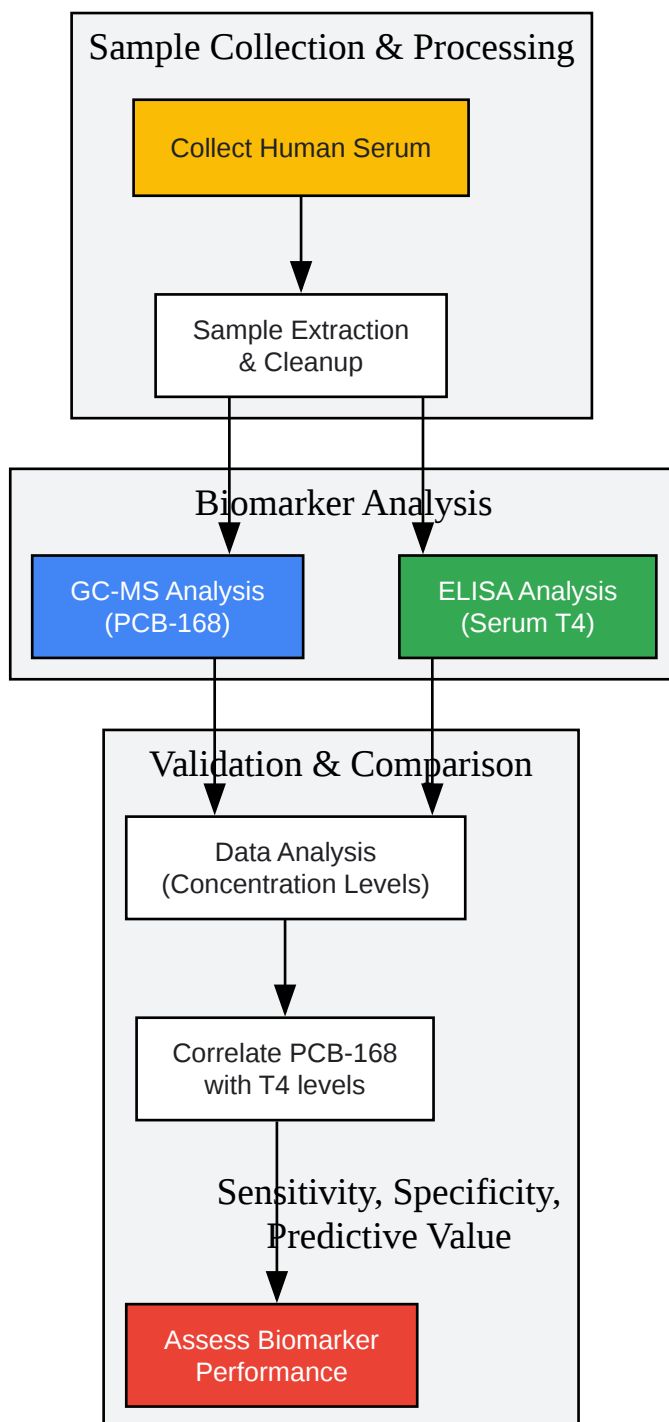 Sample Collection & Processing
Collect Human Serum
Sample Extraction
& Cleanup
Biomarker Analysis
GC-MS Analysis
(PCB-168)
ELISA Analysis
(Serum T4)
Validation & Comparison
Data Analysis
(Concentration Levels)
Correlate PCB-168
with T4 levels
Sensitivity, Specificity,
Predictive Value
Assess Biomarker
Performance